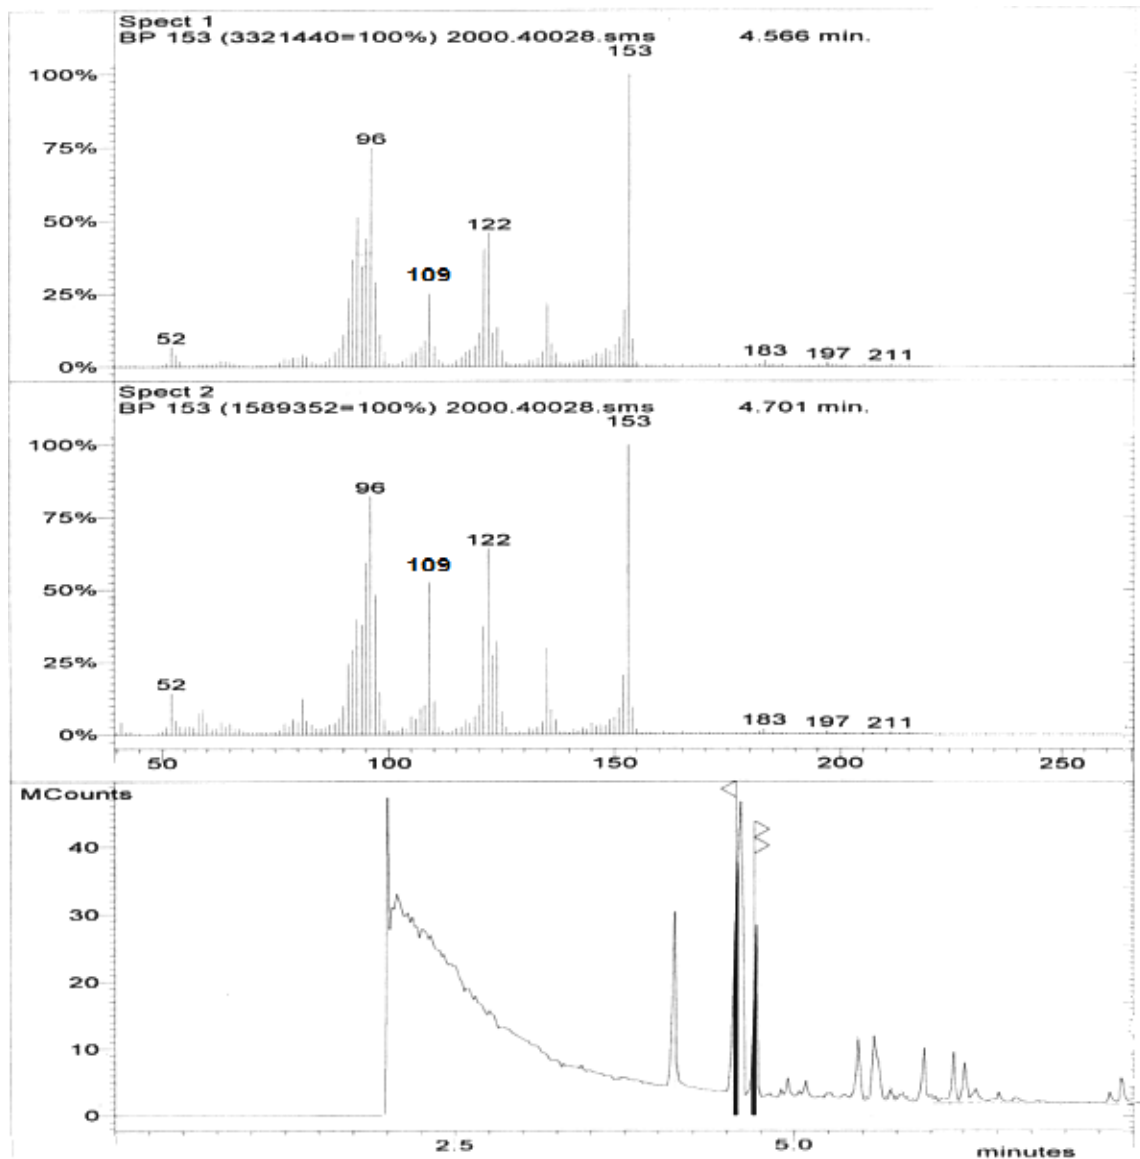 Spect 1
BP 153 (3321440=100%) 2000.40028.sms 4.566 min.
153
100%
96
75%
50%
122
109
25%
52
183 197 211
0%
Spect 2
BP 153 (1589352=100%) 2000.40028.sms 4.701 min.
153
100%
96
75%
122
109
50%
25%
52
183 197 211
0%
50 100 150 200 250
MCounts
40
30
20
10
0
2.5 5.0 minutes